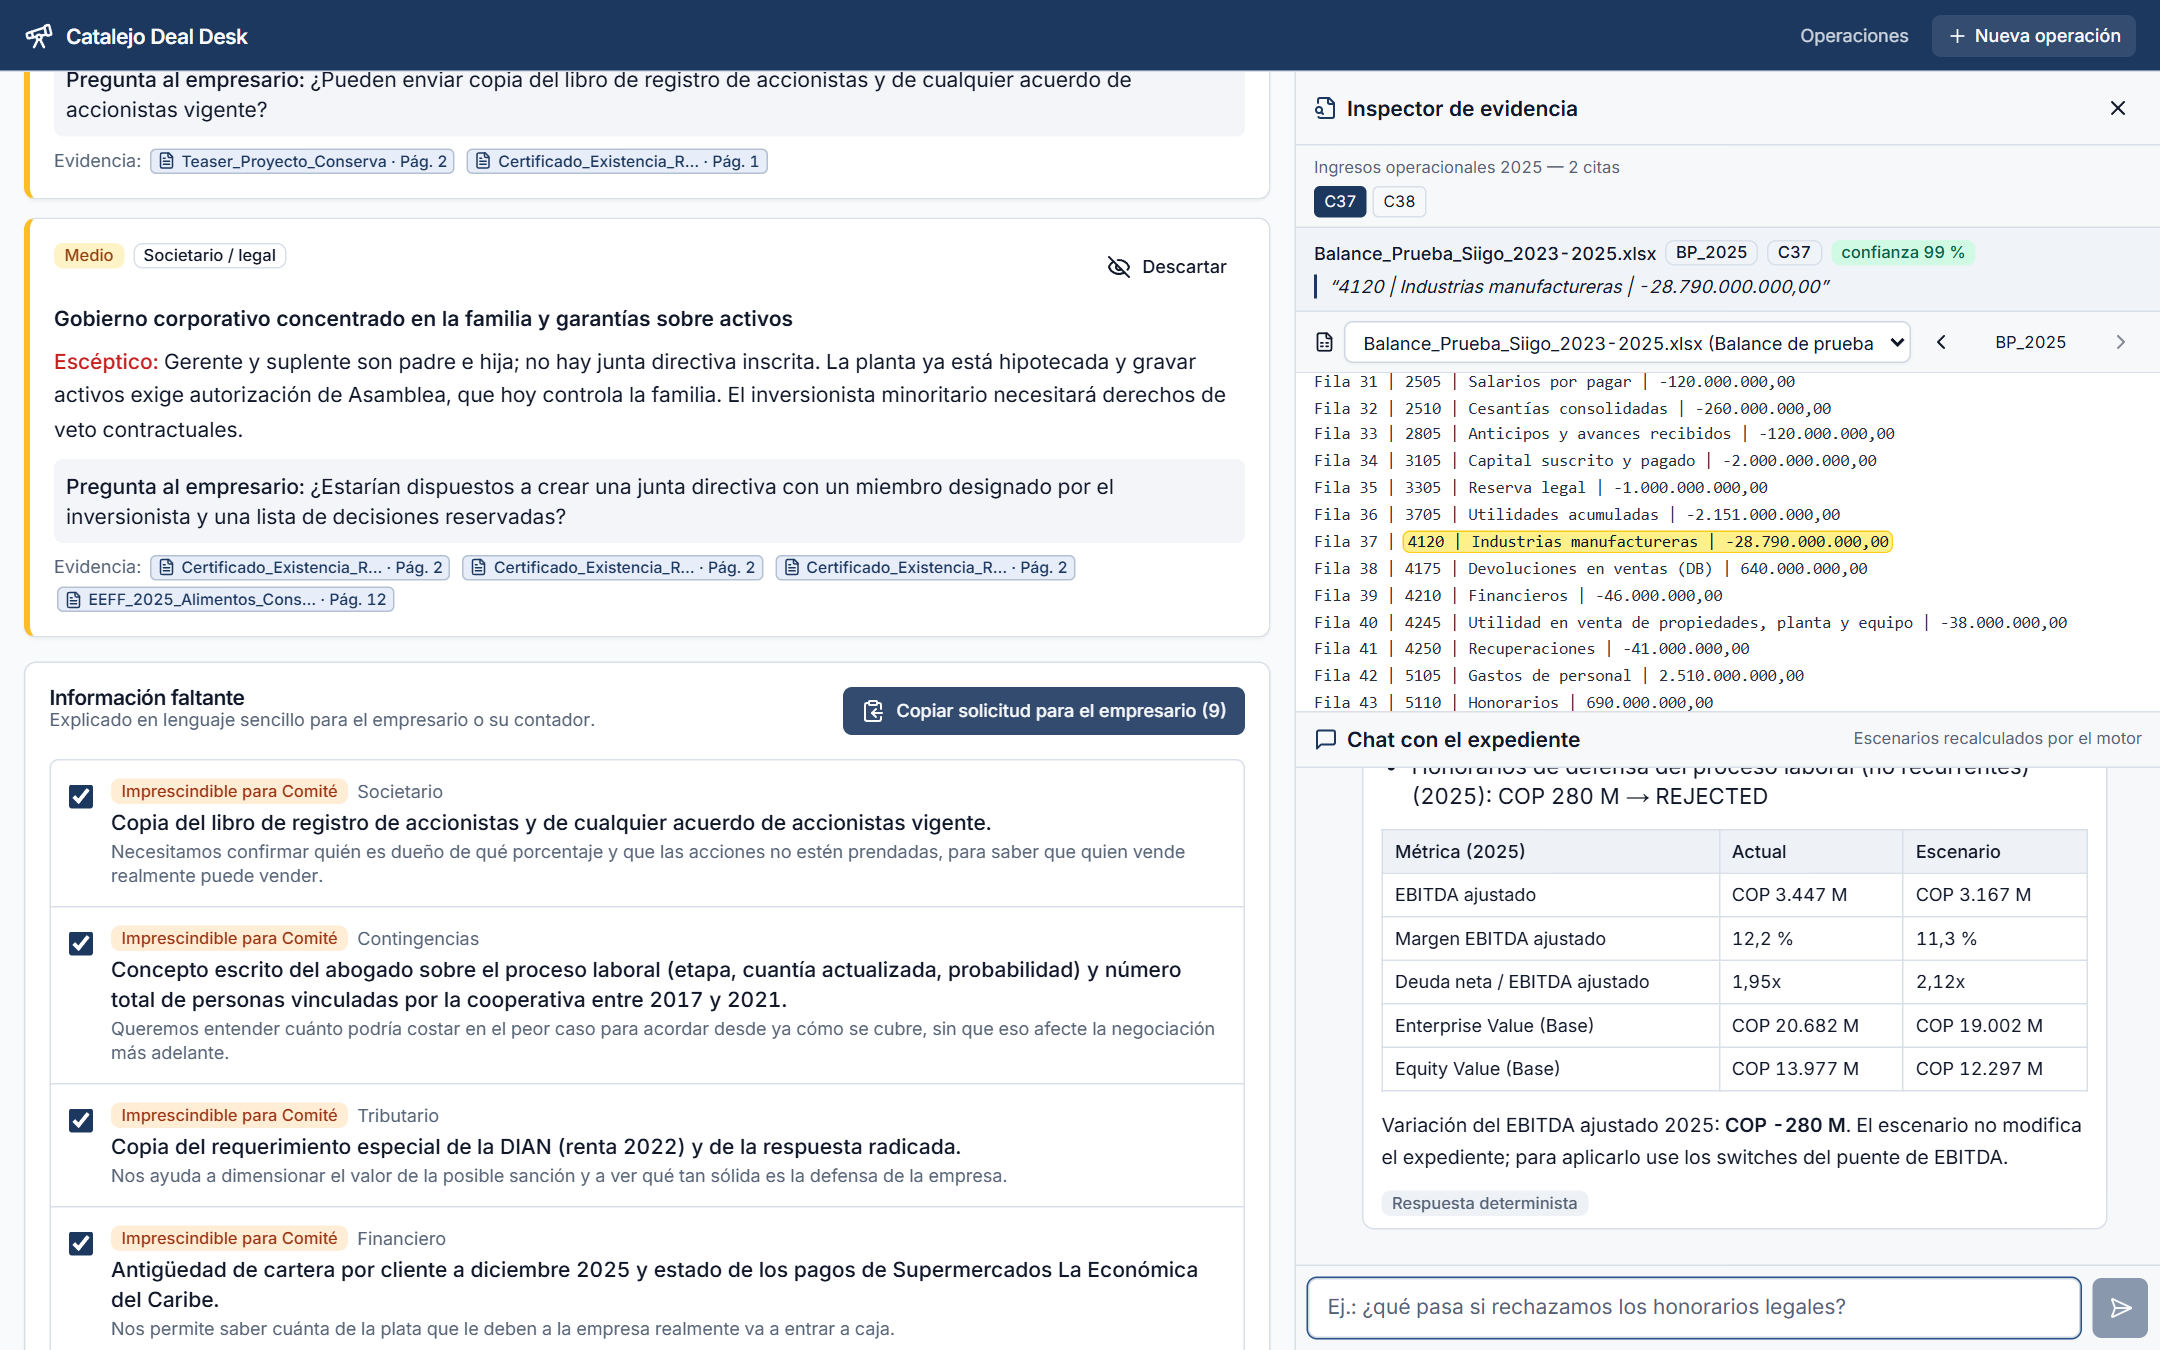 Catalejo Deal Desk
Operaciones
+ Nueva operación
Pregunta al empresario: ¿Pueden enviar copia del libro de registro de accionistas y de cualquier acuerdo de
accionistas vigente?
Evidencia: Teaser_Proyecto_Conserva · Pág. 2 Certificado_Existencia_R... · Pág. 1
Medio Societario / legal
Descartar
Gobierno corporativo concentrado en la familia y garantías sobre activos
Escéptico: Gerente y suplente son padre e hija; no hay junta directiva inscrita. La planta ya está hipotecada y gravar
activos exige autorización de Asamblea, que hoy controla la familia. El inversionista minoritario necesitará derechos de
veto contractuales.
Pregunta al empresario: ¿Estarían dispuestos a crear una junta directiva con un miembro designado por el
inversionista y una lista de decisiones reservadas?
Evidencia: Certificado_Existencia_R... · Pág. 2 Certificado_Existencia_R... · Pág. 2 Certificado_Existencia_R... · Pág. 2
EEFF_2025_Alimentos_Cons... · Pág. 12
Información faltante
Explicado en lenguaje sencillo para el empresario o su contador.
Copiar solicitud para el empresario (9)
Imprescindible para Comité Societario
Copia del libro de registro de accionistas y de cualquier acuerdo de accionistas vigente.
Necesitamos confirmar quién es dueño de qué porcentaje y que las acciones no estén prendadas, para saber que quien vende
realmente puede vender.
Imprescindible para Comité Contingencias
Concepto escrito del abogado sobre el proceso laboral (etapa, cuantía actualizada, probabilidad) y número
total de personas vinculadas por la cooperativa entre 2017 y 2021.
Queremos entender cuánto podría costar en el peor caso para acordar desde ya cómo se cubre, sin que eso afecte la negociación
más adelante.
Imprescindible para Comité Tributario
Copia del requerimiento especial de la DIAN (renta 2022) y de la respuesta radicada.
Nos ayuda a dimensionar el valor de la posible sanción y a ver qué tan sólida es la defensa de la empresa.
Imprescindible para Comité Financiero
Antigüedad de cartera por cliente a diciembre 2025 y estado de los pagos de Supermercados La Económica
del Caribe.
Nos permite saber cuánta de la plata que le deben a la empresa realmente va a entrar a caja.
Inspector de evidencia
Ingresos operacionales 2025 — 2 citas
C37 C38
Balance_Prueba_Siigo_2023-2025.xlsx BP_2025 C37 confianza 99 %
“4120 | Industrias manufactureras | -28.790.000.000,00”
Balance_Prueba_Siigo_2023-2025.xlsx (Balance de prueba
BP_2025
Fila 31 | 2505 | Salarios por pagar | -120.000.000,00
Fila 32 | 2510 | Cesantías consolidadas | -260.000.000,00
Fila 33 | 2805 | Anticipos y avances recibidos | -120.000.000,00
Fila 34 | 3105 | Capital suscrito y pagado | -2.000.000.000,00
Fila 35 | 3305 | Reserva legal | -1.000.000.000,00
Fila 36 | 3705 | Utilidades acumuladas | -2.151.000.000,00
Fila 37 | 4120 | Industrias manufactureras | -28.790.000.000,00
Fila 38 | 4175 | Devoluciones en ventas (DB) | 640.000.000,00
Fila 39 | 4210 | Financieros | -46.000.000,00
Fila 40 | 4245 | Utilidad en venta de propiedades, planta y equipo | -38.000.000,00
Fila 41 | 4250 | Recuperaciones | -41.000.000,00
Fila 42 | 5105 | Gastos de personal | 2.510.000.000,00
Fila 43 | 5110 | Honorarios | 690.000.000,00
Chat con el expediente
Escenarios recalculados por el motor
• Honorarios de defensa del proceso laboral (no recurrentes)
(2025): COP 280 M → REJECTED
Métrica (2025) Actual Escenario
EBITDA ajustado COP 3.447 M COP 3.167 M
Margen EBITDA ajustado 12,2 % 11,3 %
Deuda neta / EBITDA ajustado 1,95x 2,12x
Enterprise Value (Base) COP 20.682 M COP 19.002 M
Equity Value (Base) COP 13.977 M COP 12.297 M
Variación del EBITDA ajustado 2025: COP -280 M. El escenario no modifica
el expediente; para aplicarlo use los switches del puente de EBITDA.
Respuesta determinista
Ej.: ¿qué pasa si rechazamos los honorarios legales?